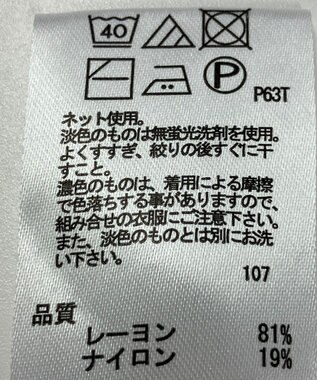 40
P
P63T
ネット使用。
淡色のものは無蛍光洗剤を使用。
よくすすぎ、絞りの後すぐに干
すこと。
濃色のものは、着用による摩擦
で色落ちする事がありますので、
組み合せの衣服にご注意下さい。
また、淡色のものとは別にお洗
い下さい。
107
品質
レーヨン 81%
ナイロン 19%